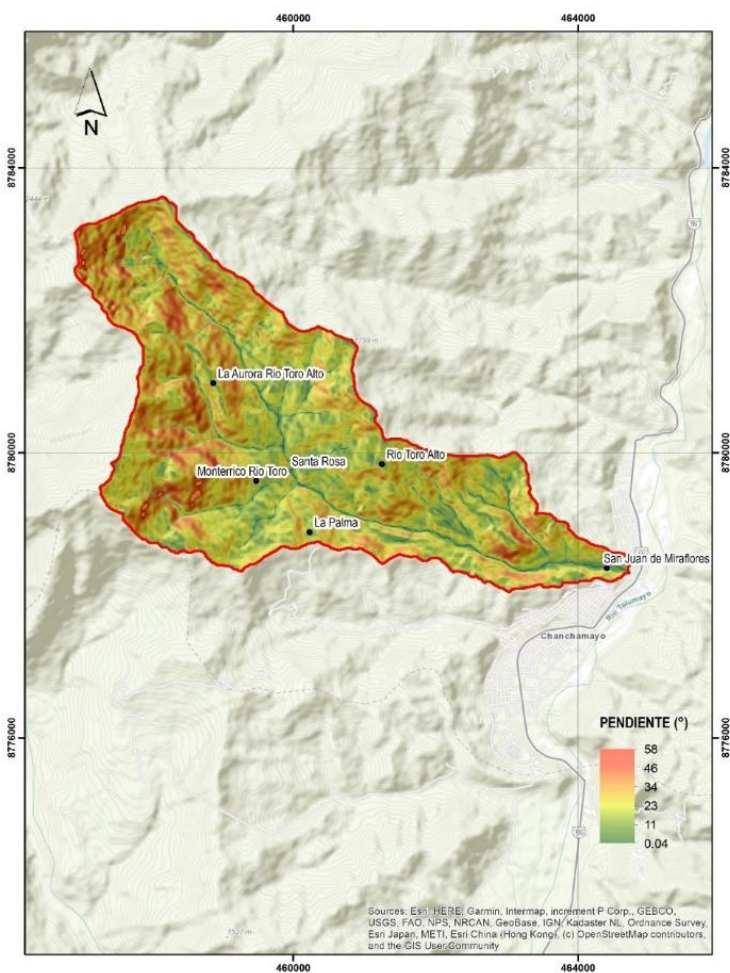 460000
464000
N
8784000
8784000
La Aurora Rio Toro Alto
8780000
8780000
Santa Rosa
Rio Toro Alto
Monterrico Rio Toro
La Palma
San Juan de Miraflores
Rio Tulumayo
Chanchamayo
PENDIENTE (°)
58
46
34
23
11
0.04
8776000
8776000
Sources: Esri, HERE, Garmin, Intermap, increment P Corp., GEBCO,
USGS, FAO, NPS, NRCAN, GeoBase, IGN, Kadaster NL, Ordnance Survey,
Esri Japan, METI, Esri China (Hong Kong), (c) OpenStreetMap contributors,
and the GIS User Community
460000
464000